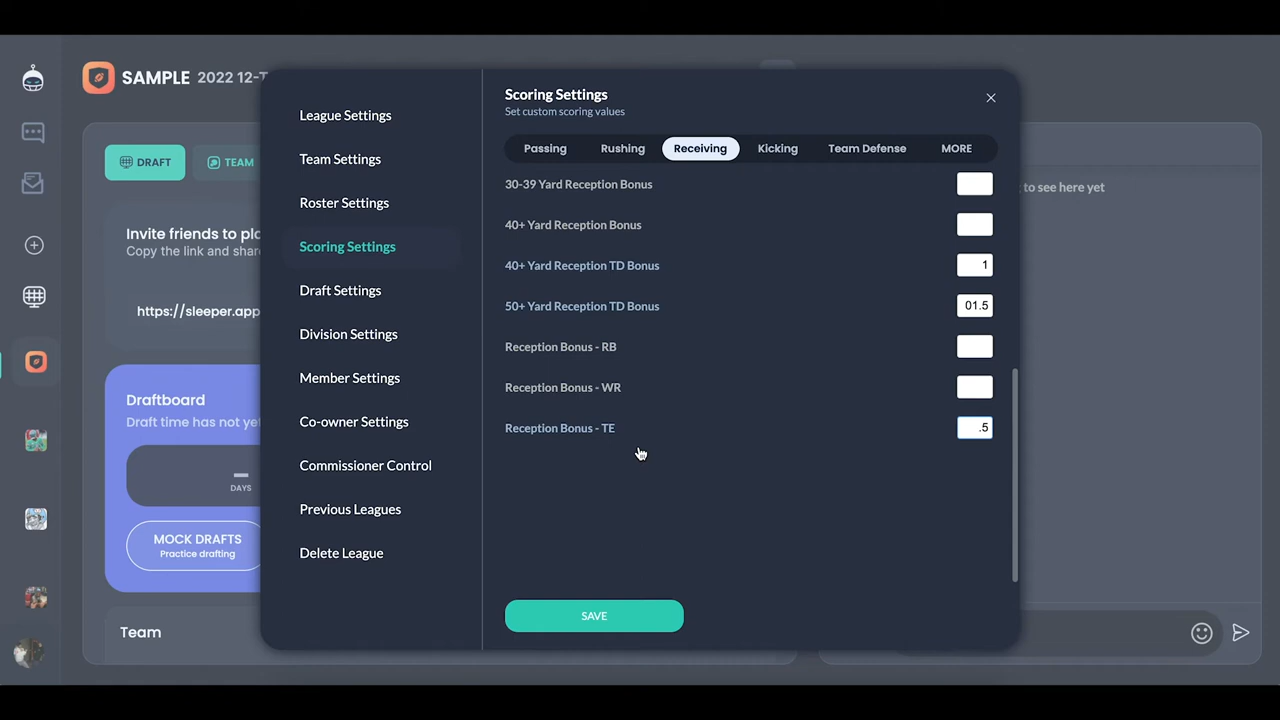 SAMPLE 2022 12-T
DRAFT
TEAM
Invite friends to pl
Copy the link and share
https://sleeper.app
Draftboard
Draft time has not yet
DAYS
MOCK DRAFTS
Practice drafting
Team
League Settings
Team Settings
Roster Settings
Scoring Settings
Draft Settings
Division Settings
Member Settings
Co-owner Settings
Commissioner Control
Previous Leagues
Delete League
Scoring Settings
Set custom scoring values
Passing Rushing Receiving Kicking Team Defense MORE
30-39 Yard Reception Bonus
40+ Yard Reception Bonus
40+ Yard Reception TD Bonus 1
50+ Yard Reception TD Bonus 01.5
Reception Bonus - RB
Reception Bonus - WR
Reception Bonus - TE .5
SAVE
to see here yet